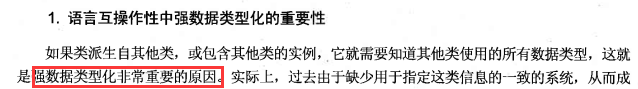 1. 语言互操作性中强数据类型化的重要性
如果类派生自其他类，或包含其他类的实例，它就需要知道其他类使用的所有数据类型，这就
是强数据类型化非常重要的原因。实际上，过去由于缺少用于指定这类信息的一致的系统，从而成